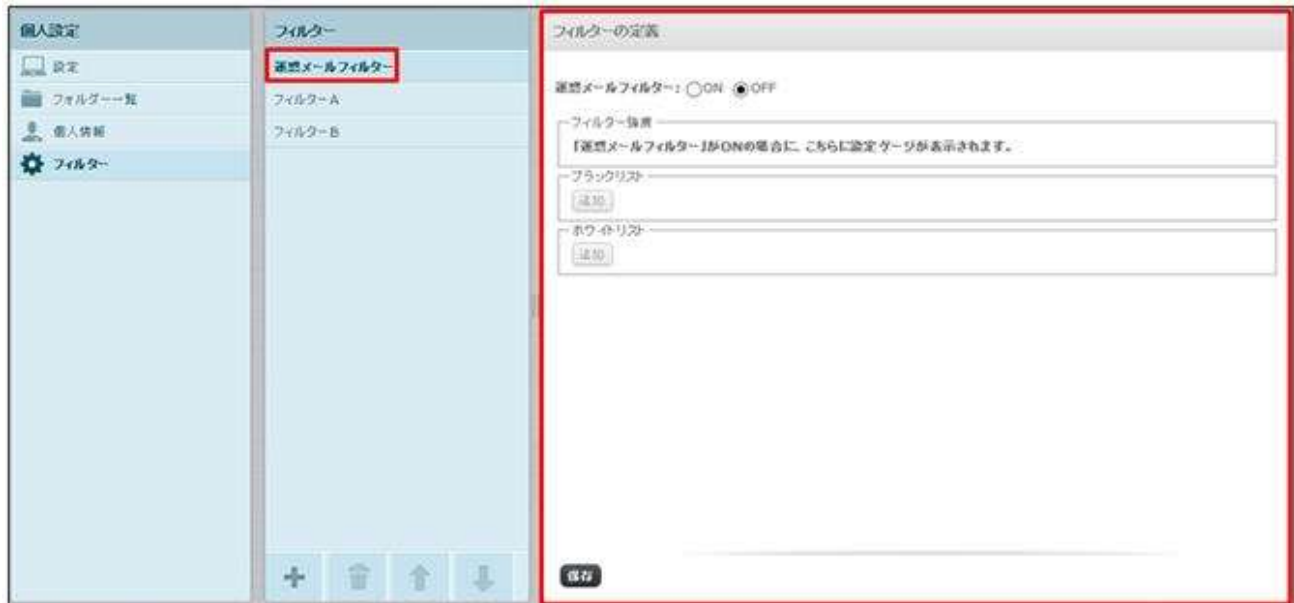 個人設定
設定
フォルダー一覧
個人情報
フィルター
フィルター
迷惑メールフィルター
フィルターA
フィルターB
フィルターの定義
迷惑メールフィルター: ON OFF
フィルター強度
「迷惑メールフィルター」がONの場合に、こちらに設定ゲージが表示されます。
ブラックリスト
追加
ホワイトリスト
追加
保存